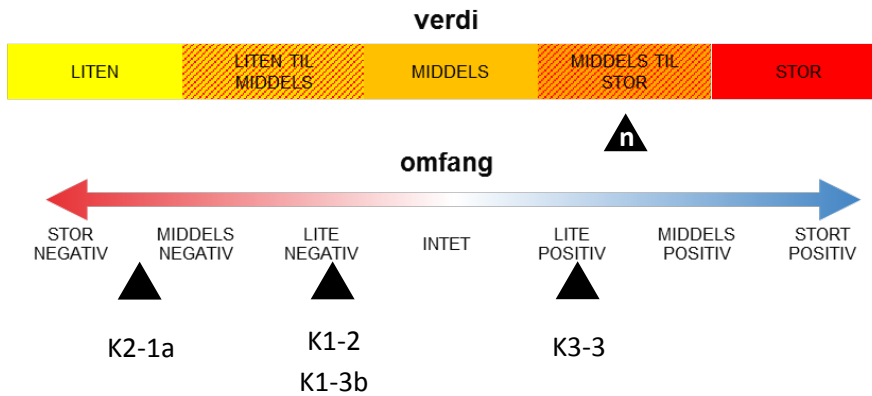 verdi
LITEN
LITEN TIL
MIDDELS
MIDDELS
MIDDELS TIL
STOR
STOR
n
omfang
STOR
NEGATIV
MIDDELS
NEGATIV
LITE
NEGATIV
INTET
LITE
POSITIV
MIDDELS
POSITIV
STORT
POSITIV
K2-1a
K1-2
K1-3b
K3-3